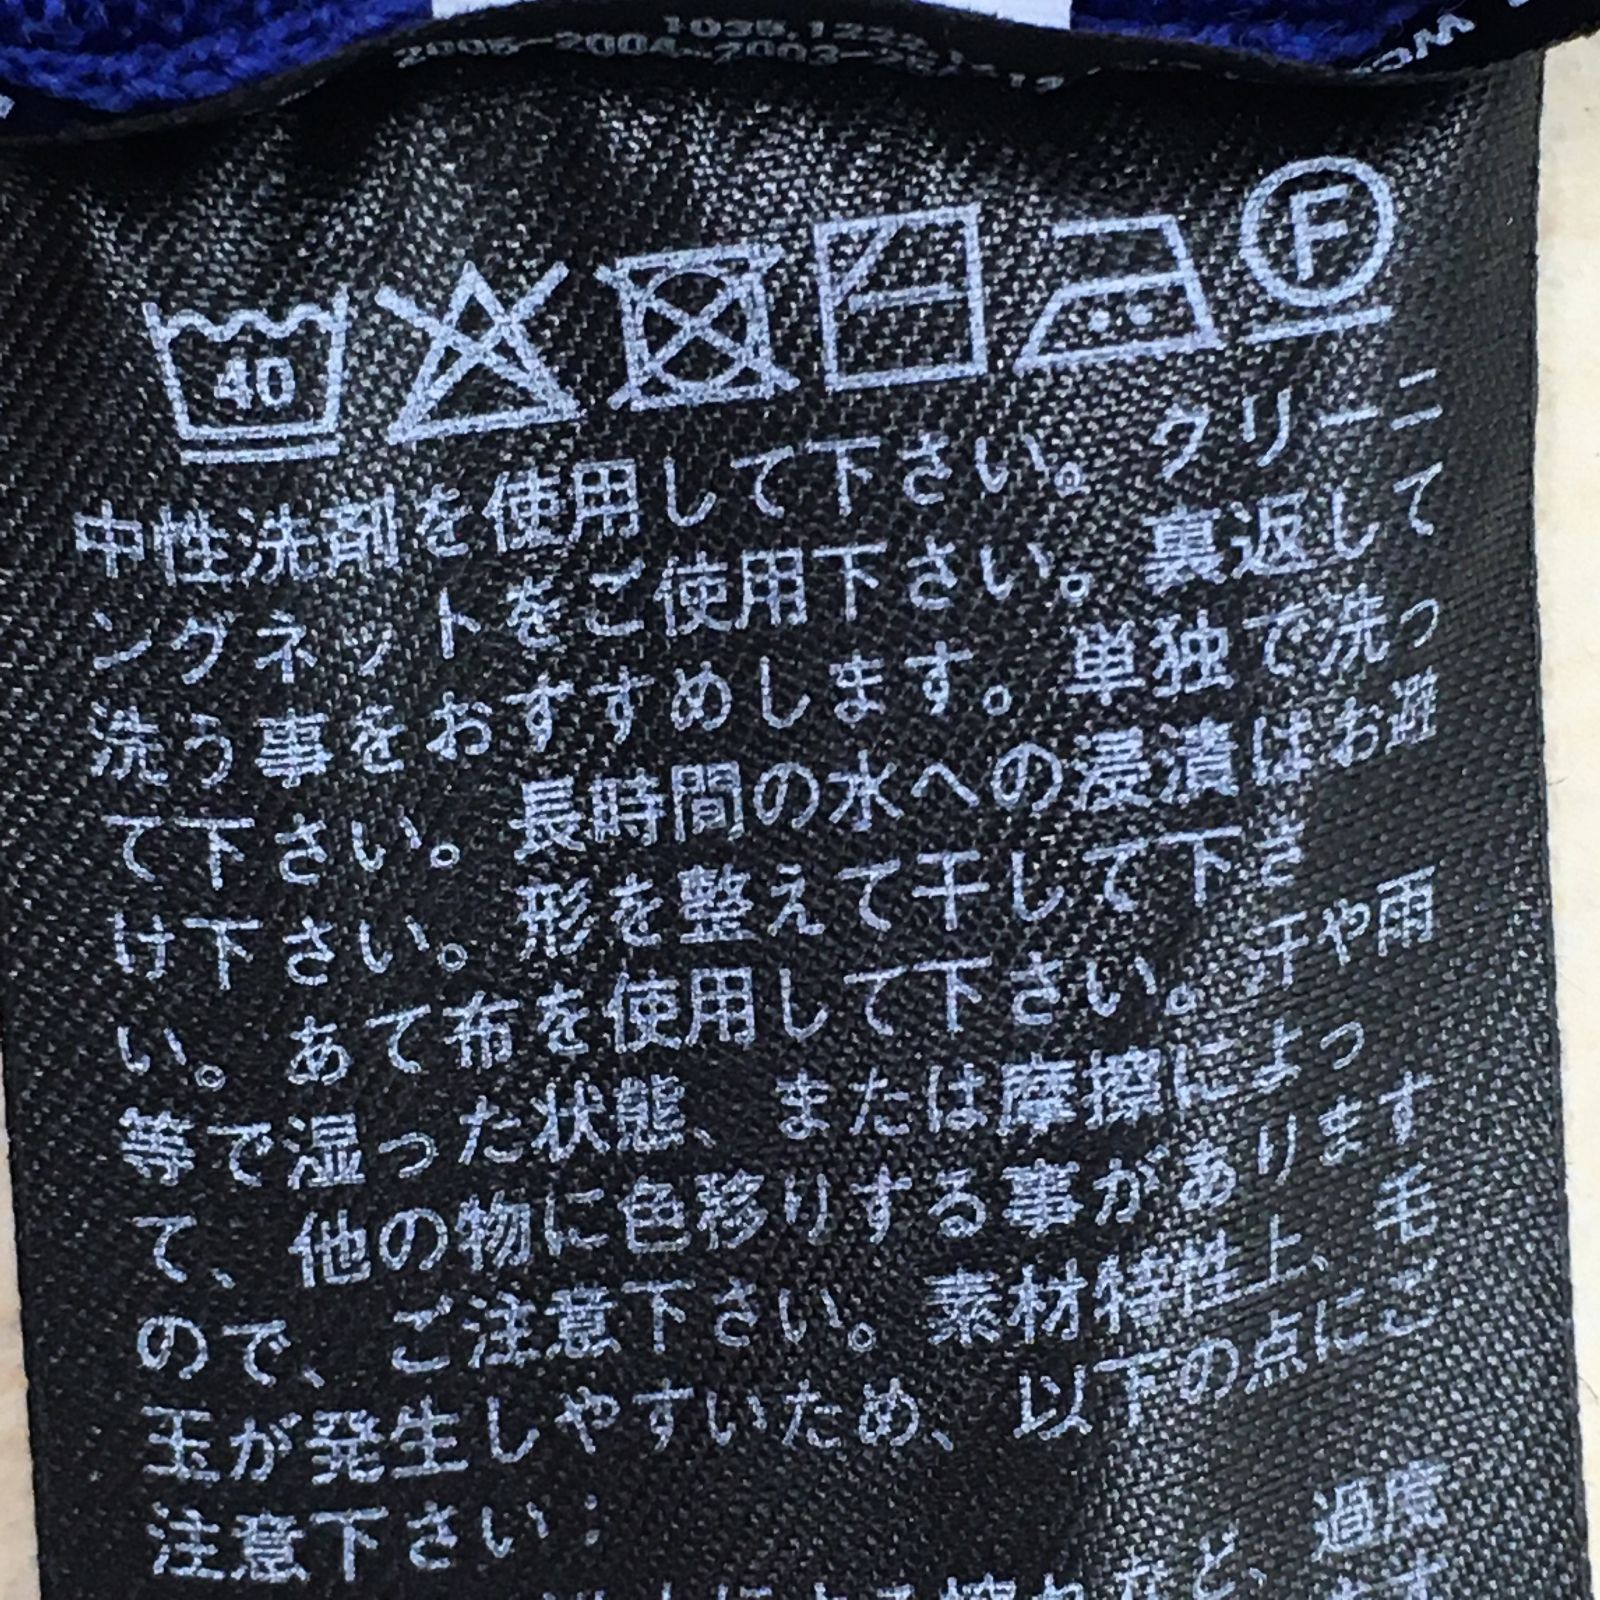 40
F
中性洗剤を使用して下さい。クリーニ
ングネットをご使用下さい。裏返して
洗う事をおすすめします。単独で洗っ
て下さい。長時間の水への浸漬はお避
け下さい。形を整えて干して下さ
い。あて布を使用して下さい。汗や雨
等で湿った状態、または摩擦によっ
て、他の物に色移りする事があります
ので、ご注意下さい。素材特性上、毛
玉が発生しやすいため、以下の点にご
注意下さい：
過度